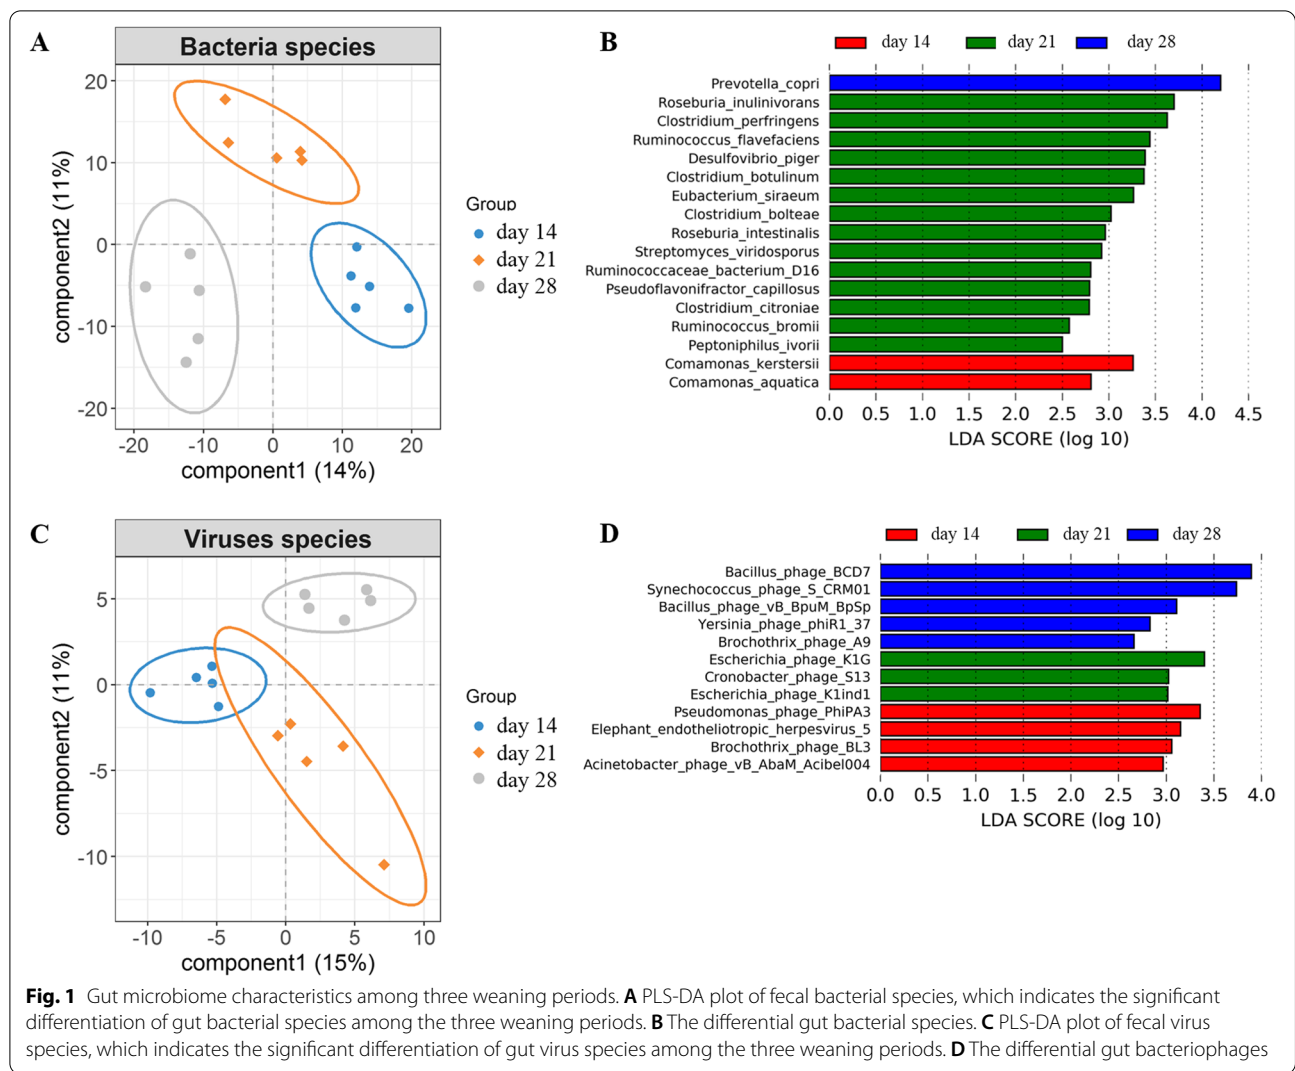 A
Bacteria species
20
10
0
-10
-20
component2 (11%)
-20 -10 0 10 20
component1 (14%)
Group
day 14
day 21
day 28
B
day 14 day 21 day 28
Prevotella_copri
Roseburia_inulinivorans
Clostridium_perfringens
Ruminococcus_flavefaciens
Desulfovibrio_piger
Clostridium_botulinum
Eubacterium_siraeum
Clostridium_bolteae
Roseburia_intestinalis
Streptomyces_viridosporus
Ruminococcaceae_bacterium_D16
Pseudoflavonifractor_capillosus
Clostridium_citroniae
Ruminococcus_bromii
Peptoniphilus_ivorii
Comamonas_kerstersii
Comamonas_aquatica
0.0 0.5 1.0 1.5 2.0 2.5 3.0 3.5 4.0 4.5
LDA SCORE (log 10)
C
Viruses species
5
0
-5
-10
component2 (11%)
-10 -5 0 5 10
component1 (15%)
Group
day 14
day 21
day 28
D
day 14 day 21 day 28
Bacillus_phage_BCD7
Synechococcus_phage_S_CRM01
Bacillus_phage_vB_BpuM_BpSp
Yersinia_phage_phiR1_37
Brochothrix_phage_A9
Escherichia_phage_K1G
Cronobacter_phage_S13
Escherichia_phage_K1ind1
Pseudomonas_phage_PhiPA3
Elephant_endotheliotropic_herpesvirus_5
Brochothrix_phage_BL3
Acinetobacter_phage_vB_AbaM_Acibel004
0.0 0.5 1.0 1.5 2.0 2.5 3.0 3.5 4.0
LDA SCORE (log 10)
Fig. 1 Gut microbiome characteristics among three weaning periods. A PLS-DA plot of fecal bacterial species, which indicates the significant
differentiation of gut bacterial species among the three weaning periods. B The differential gut bacterial species. C PLS-DA plot of fecal virus
species, which indicates the significant differentiation of gut virus species among the three weaning periods. D The differential gut bacteriophages